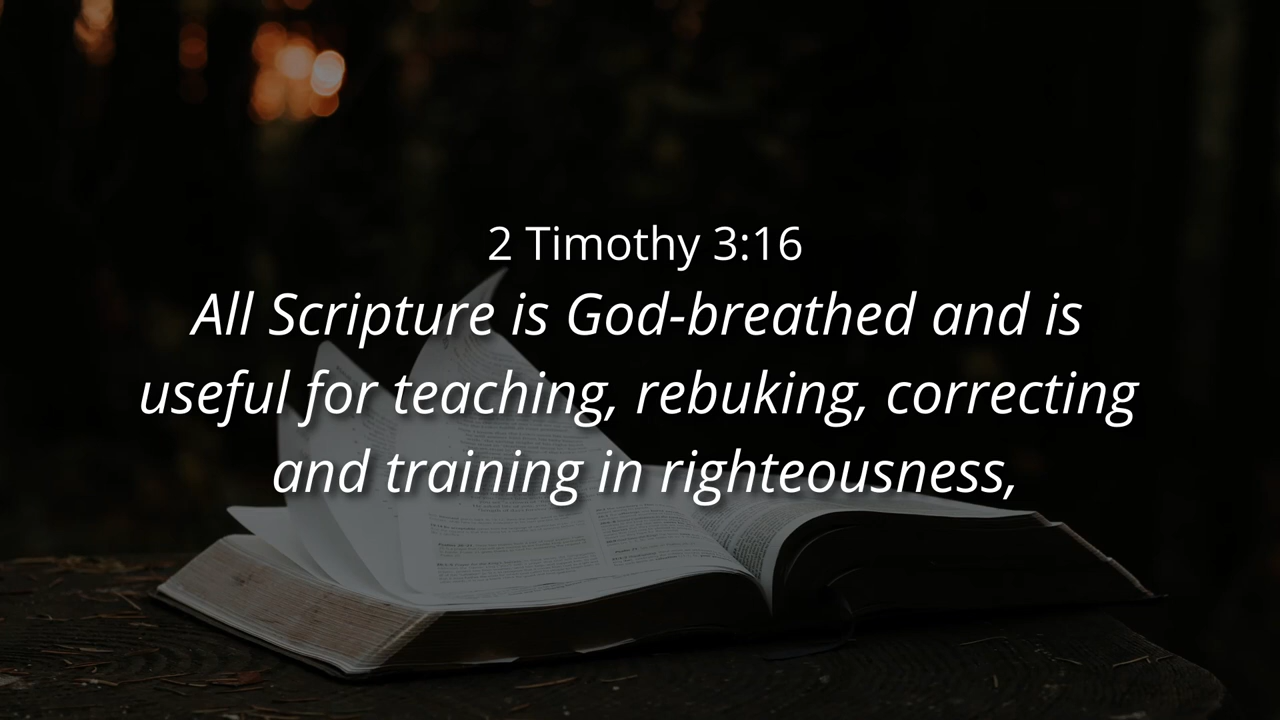 2 Timothy 3:16
All Scripture is God-breathed and is
useful for teaching, rebuking, correcting
and training in righteousness,